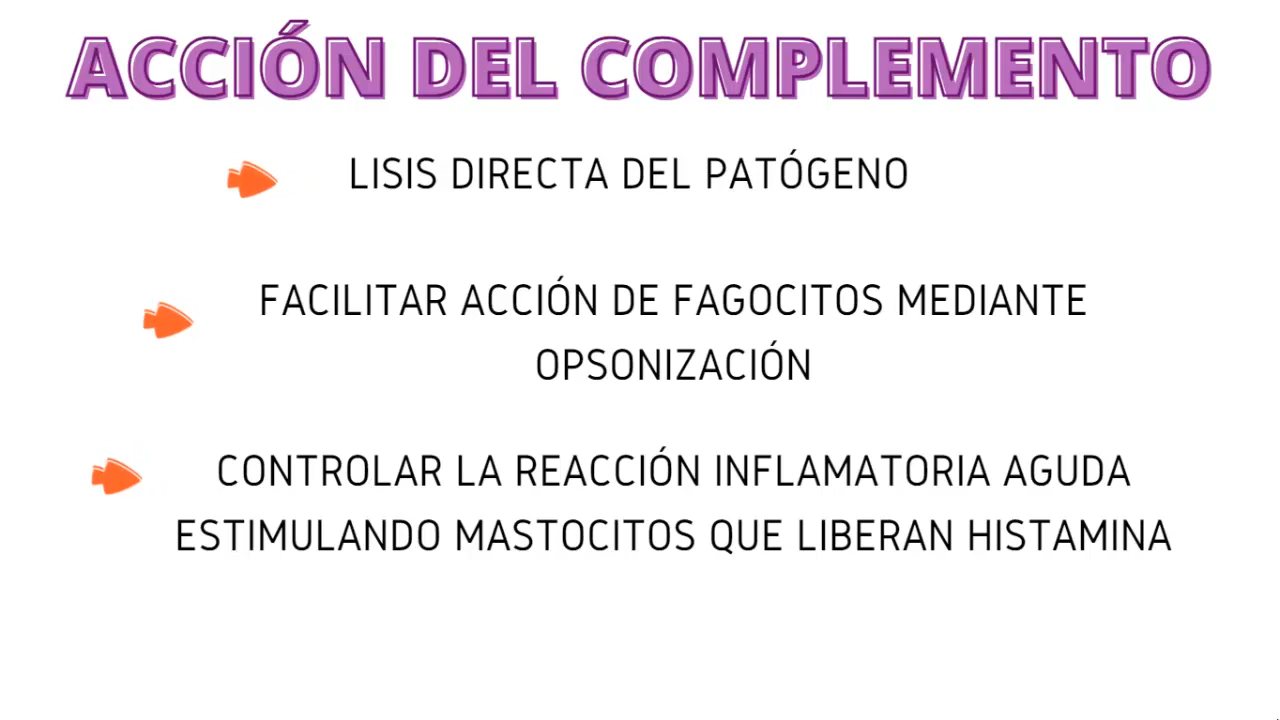 ACCIÓN DEL COMPLEMENTO
LISIS DIRECTA DEL PATÓGENO
FACILITAR ACCIÓN DE FAGOCITOS MEDIANTE
OPSONIZACIÓN
CONTROLAR LA REACCIÓN INFLAMATORIA AGUDA
ESTIMULANDO MASTOCITOS QUE LIBERAN HISTAMINA